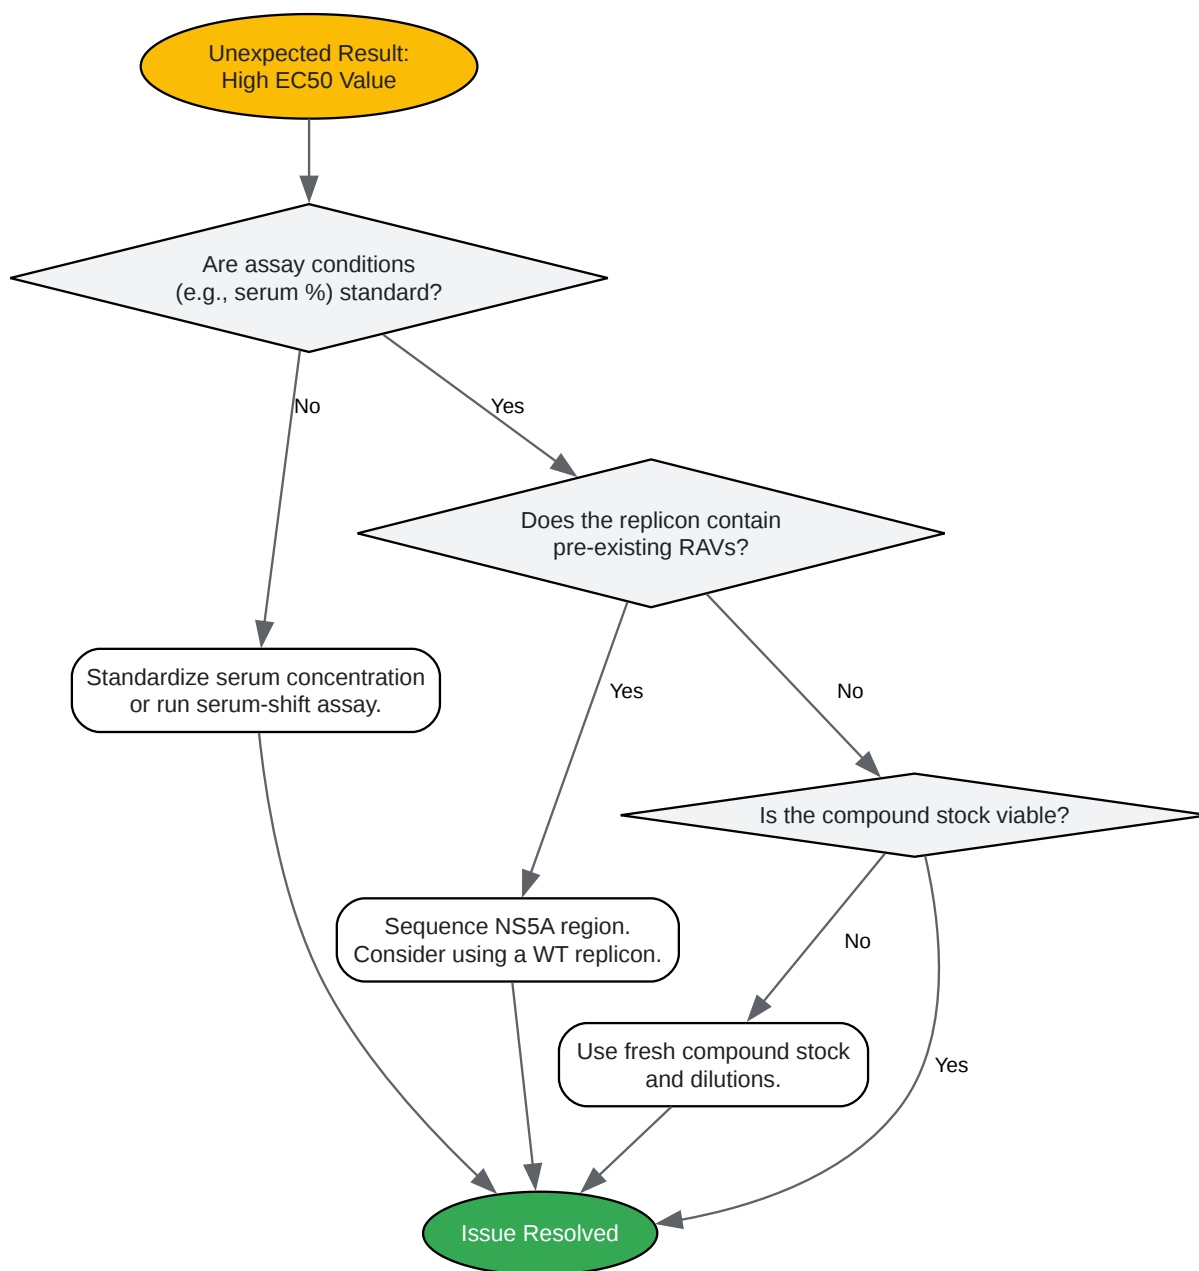 Unexpected Result:
High EC50 Value
Are assay conditions
(e.g., serum %) standard?
No
Yes
Does the replicon contain
pre-existing RAVs?
Standardize serum concentration
or run serum-shift assay.
Yes
No
Is the compound stock viable?
Sequence NS5A region.
Consider using a WT replicon.
No
Use fresh compound stock
and dilutions.
Yes
Issue Resolved